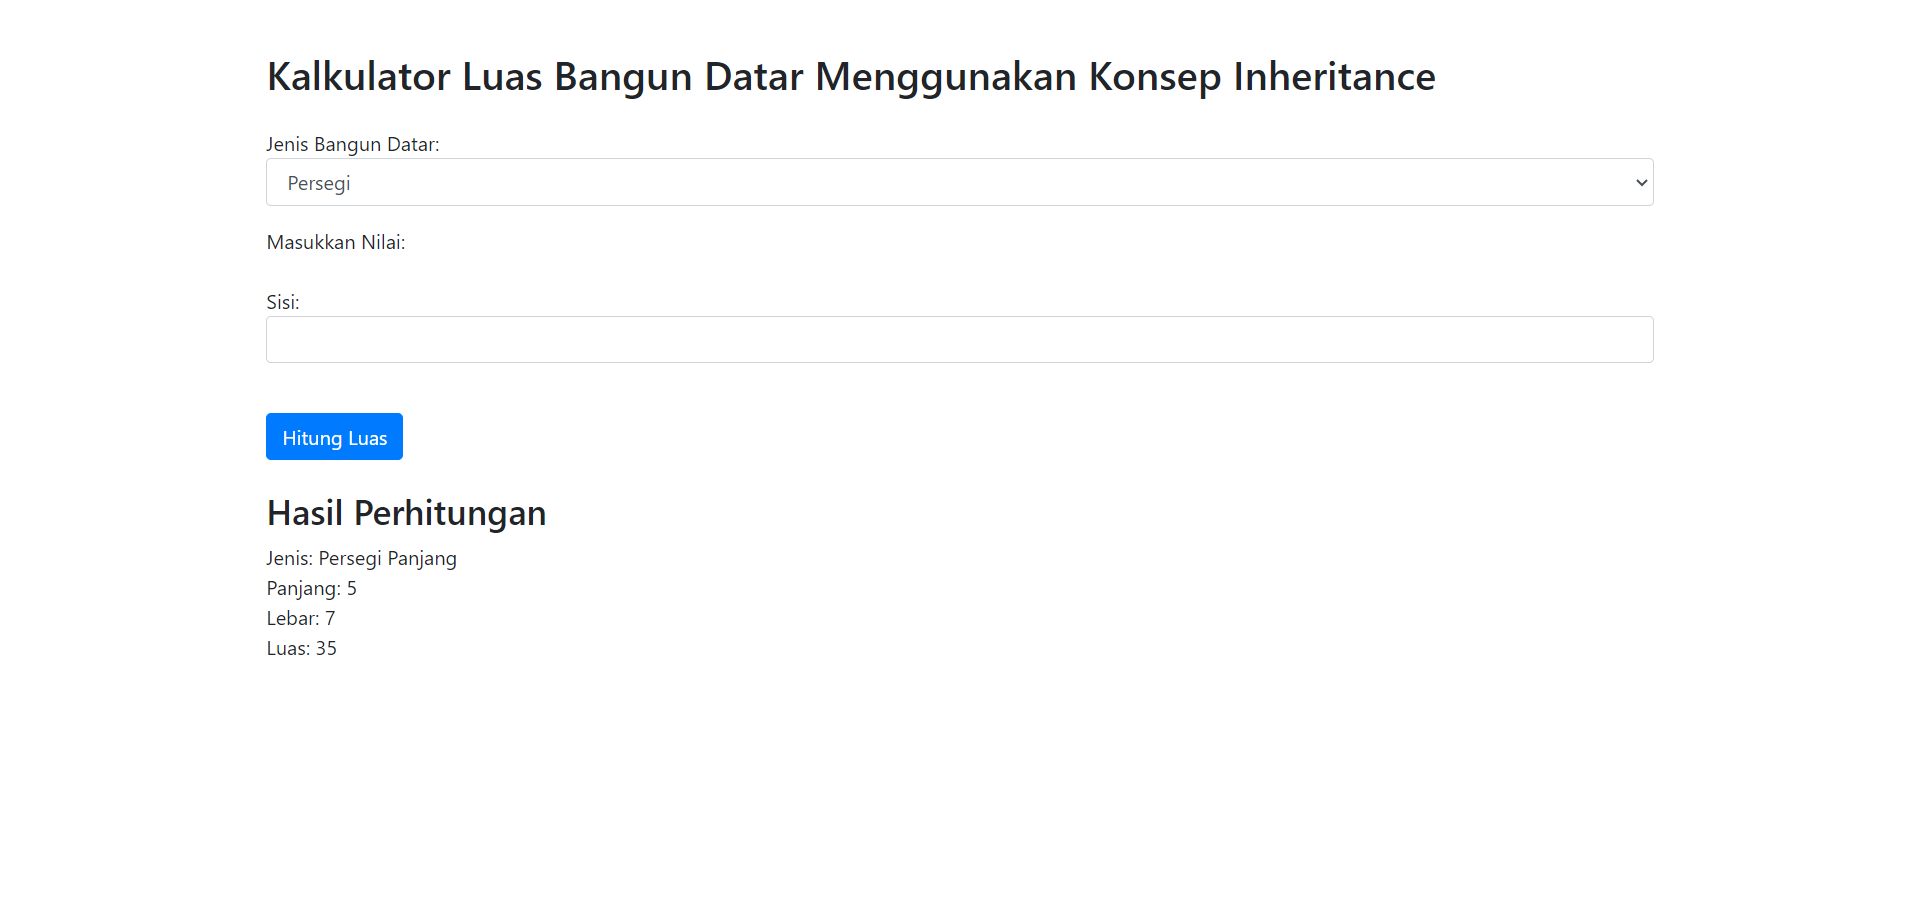 Kalkulator Luas Bangun Datar Menggunakan Konsep Inheritance
Jenis Bangun Datar:
Persegi
Masukkan Nilai:
Sisi:
Hitung Luas
Hasil Perhitungan
Jenis: Persegi Panjang
Panjang: 5
Lebar: 7
Luas: 35